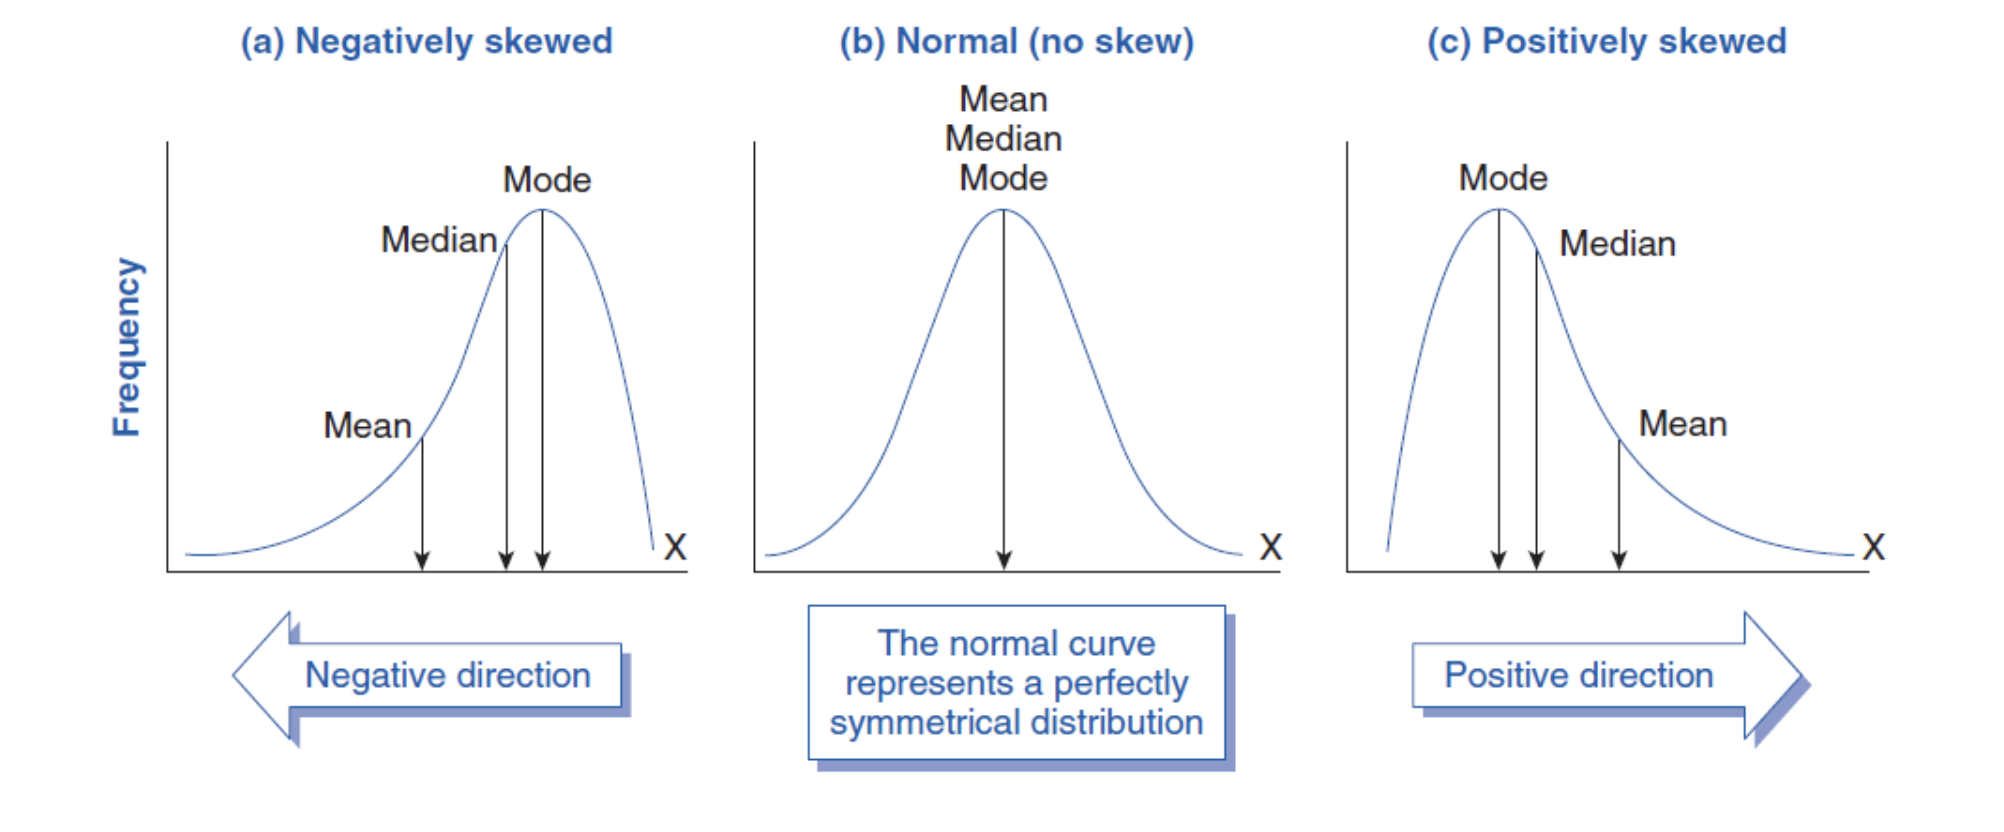 (a) Negatively skewed
(b) Normal (no skew)
(c) Positively skewed
Frequency
Mode
Median
Mean
X
Negative direction
Mean
Median
Mode
X
The normal curve
represents a perfectly
symmetrical distribution
Mode
Median
Mean
X
Positive direction